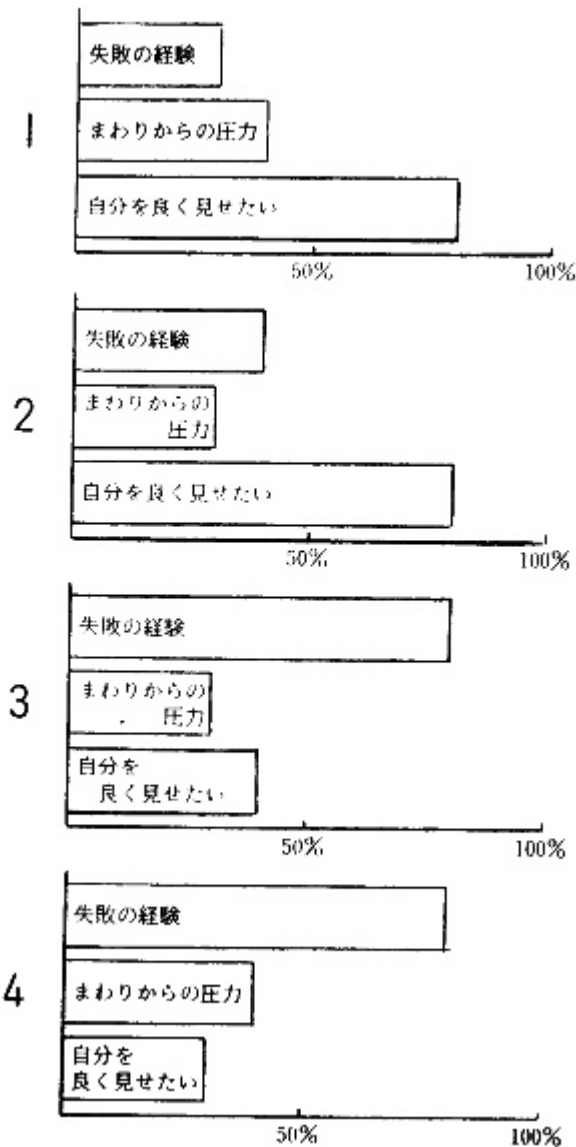 1
失敗の経験
まわりからの圧力
自分を良く見せたい
50%
100%
2
失敗の経験
まわりからの
圧力
自分を良く見せたい
50%
100%
3
失敗の経験
まわりからの
圧力
自分を
良く見せたい
50%
100%
4
失敗の経験
まわりからの圧力
自分を
良く見せたい
50%
100%